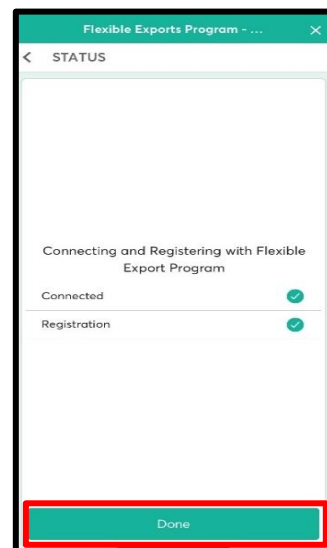 Flexible Exports Program - ...
STATUS
Connecting and Registering with Flexible
Export Program
Connected
Registration
Done